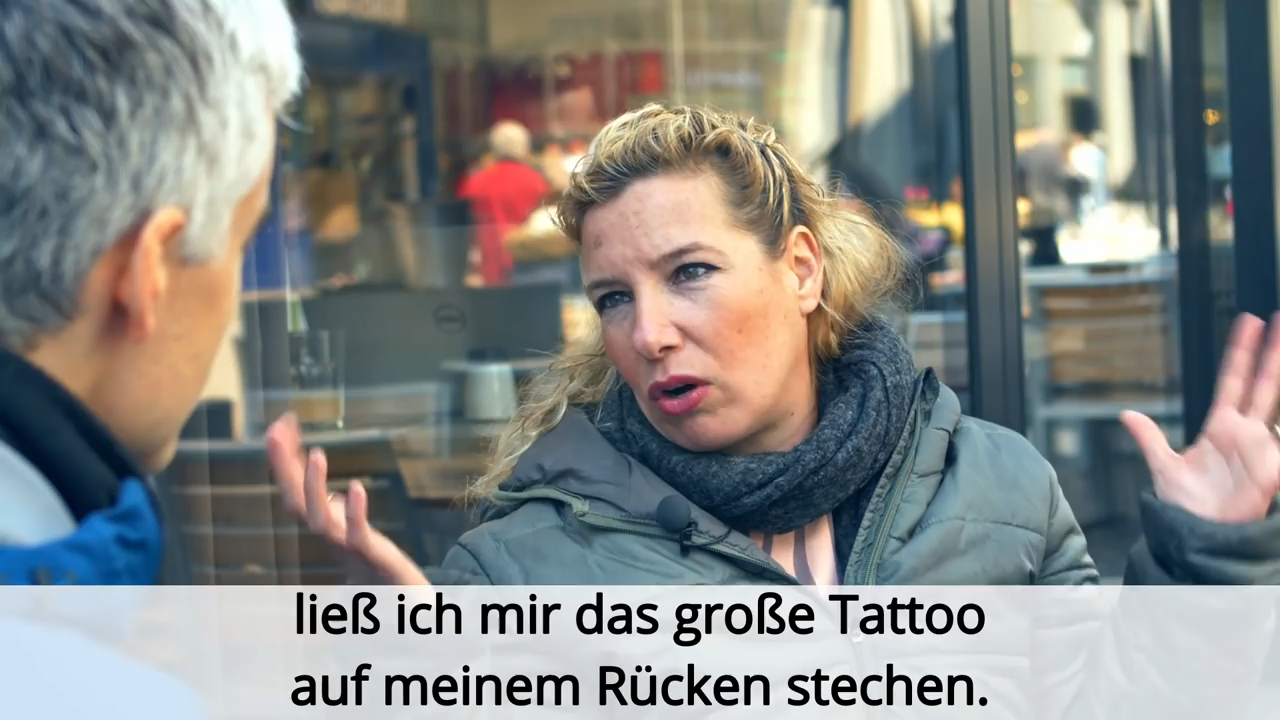 ließ ich mir das große Tattoo
auf meinem Rücken stechen.